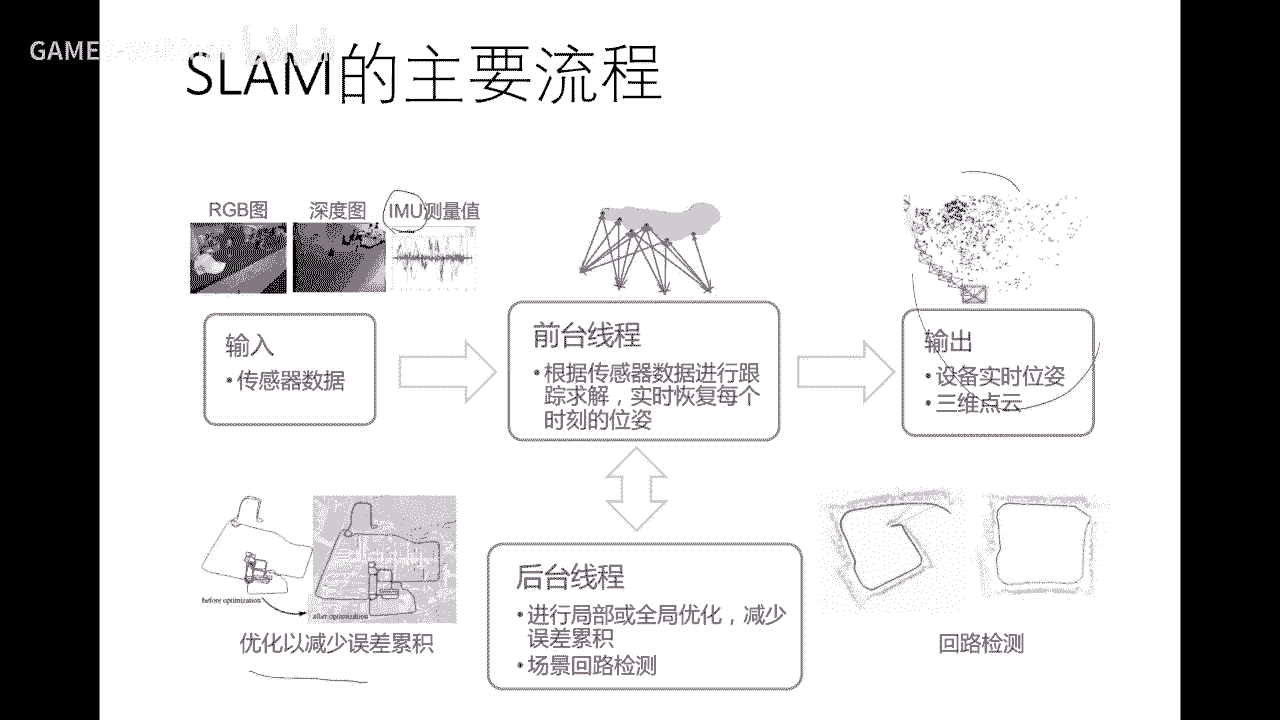 SLAM的主要流程
RGB图
深度图
IMU测量值
输入
•传感器数据
前台线程
•根据传感器数据进行跟
踪求解，实时恢复每个
时刻的位姿
输出
•设备实时位姿
•三维点云
before optimization
after optimization
优化以减少误差累积
后台线程
•进行局部或全局优化，减少
误差累积
•场景回路检测
回路检测